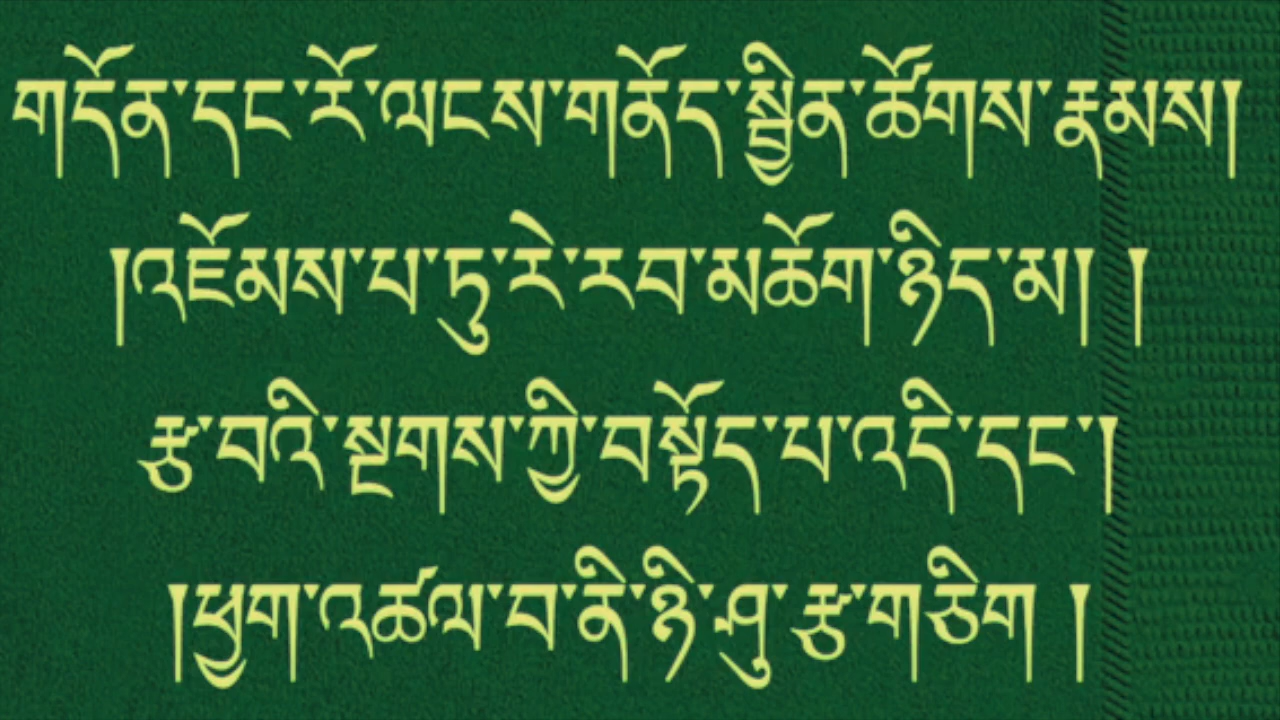 གདོན་དང་རོ་ལངས་གནོད་སྦྱིན་ཚོགས་རྣམས།
།འཇོམས་པ་ཏུ་རེ་རབ་མཆོག་ཉིད་མ། །
རྩ་བའི་སྔགས་ཀྱི་བསྟོད་པ་འདི་དང་།
།ཕྱག་འཚལ་བ་ནི་ཉི་ཤུ་རྩ་གཅིག །